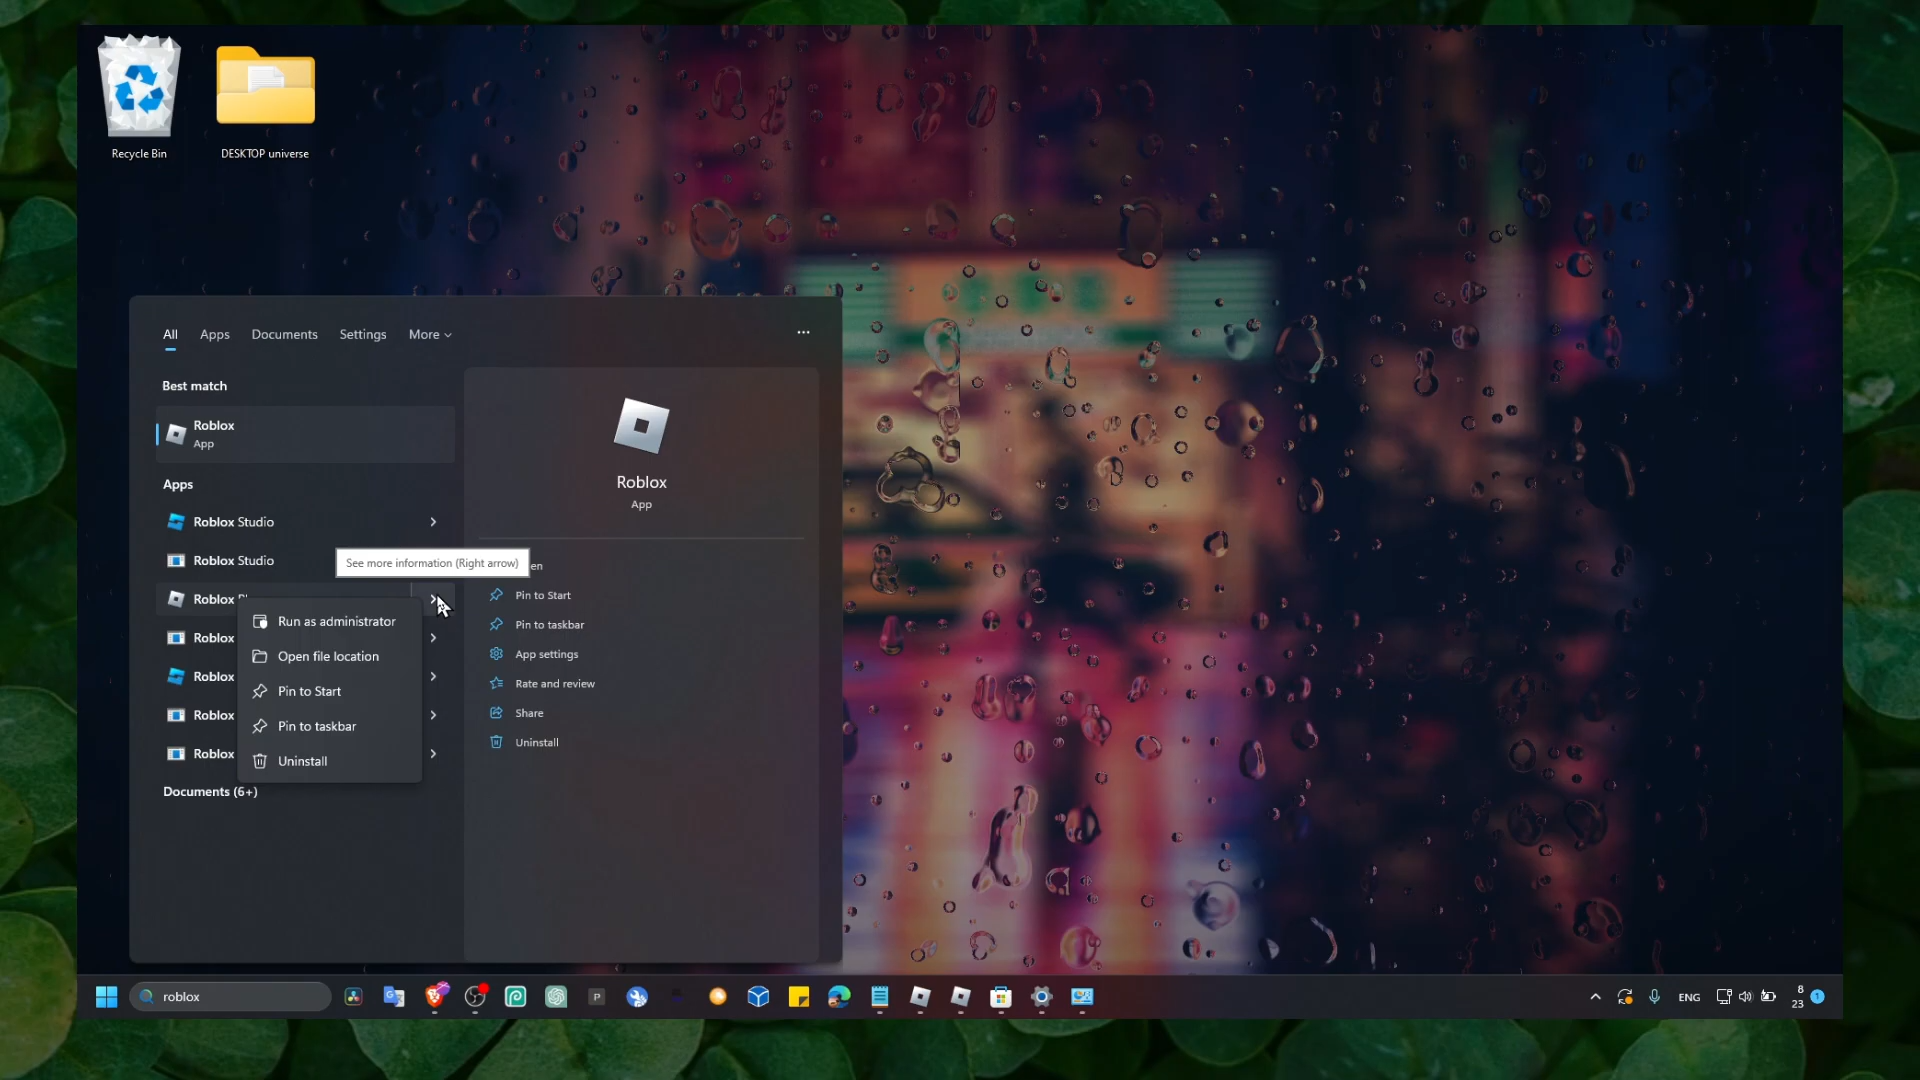 Recycle Bin
DESKTOP universe
All Apps Documents Settings More
Best match
Roblox
App
Apps
Roblox Studio
Roblox Studio
See more information (Right arrow)
Roblox
Roblox
Roblox
Roblox
Roblox
Documents (6+)
Run as administrator
Open file location
Pin to Start
Pin to taskbar
Uninstall
Roblox
App
en
Pin to Start
Pin to taskbar
App settings
Rate and review
Share
Uninstall
roblox
P
ENG
8
23
1